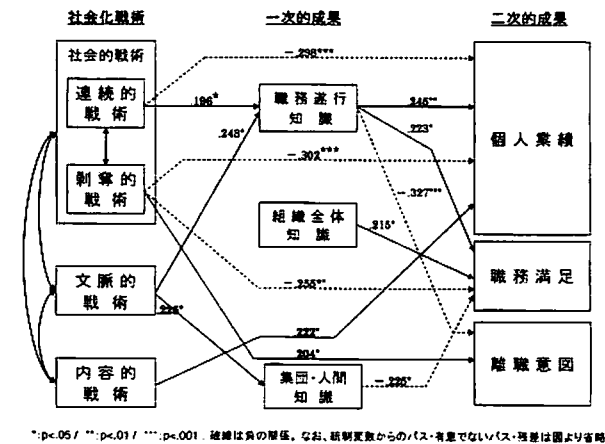 社会化戦術 一次的成果 二次的成果
社会的戦術
連続的
戦術
剥奪的
戦術
文脈的
戦術
内容的
戦術
職務遂行
知識
組織全体
知識
集団・人間
知識
個人業績
職務満足
離職意図
-.298***
.196*
.248*
.245**
.223*
-.302***
-.327***
.215*
-.255**
.222*
.204*
-.225*
*:p<.05 / **:p<.01 / ***:p<.001. 破線は負の関係。なお、統制変数からのパス・有意でないパス・残差は図より省略